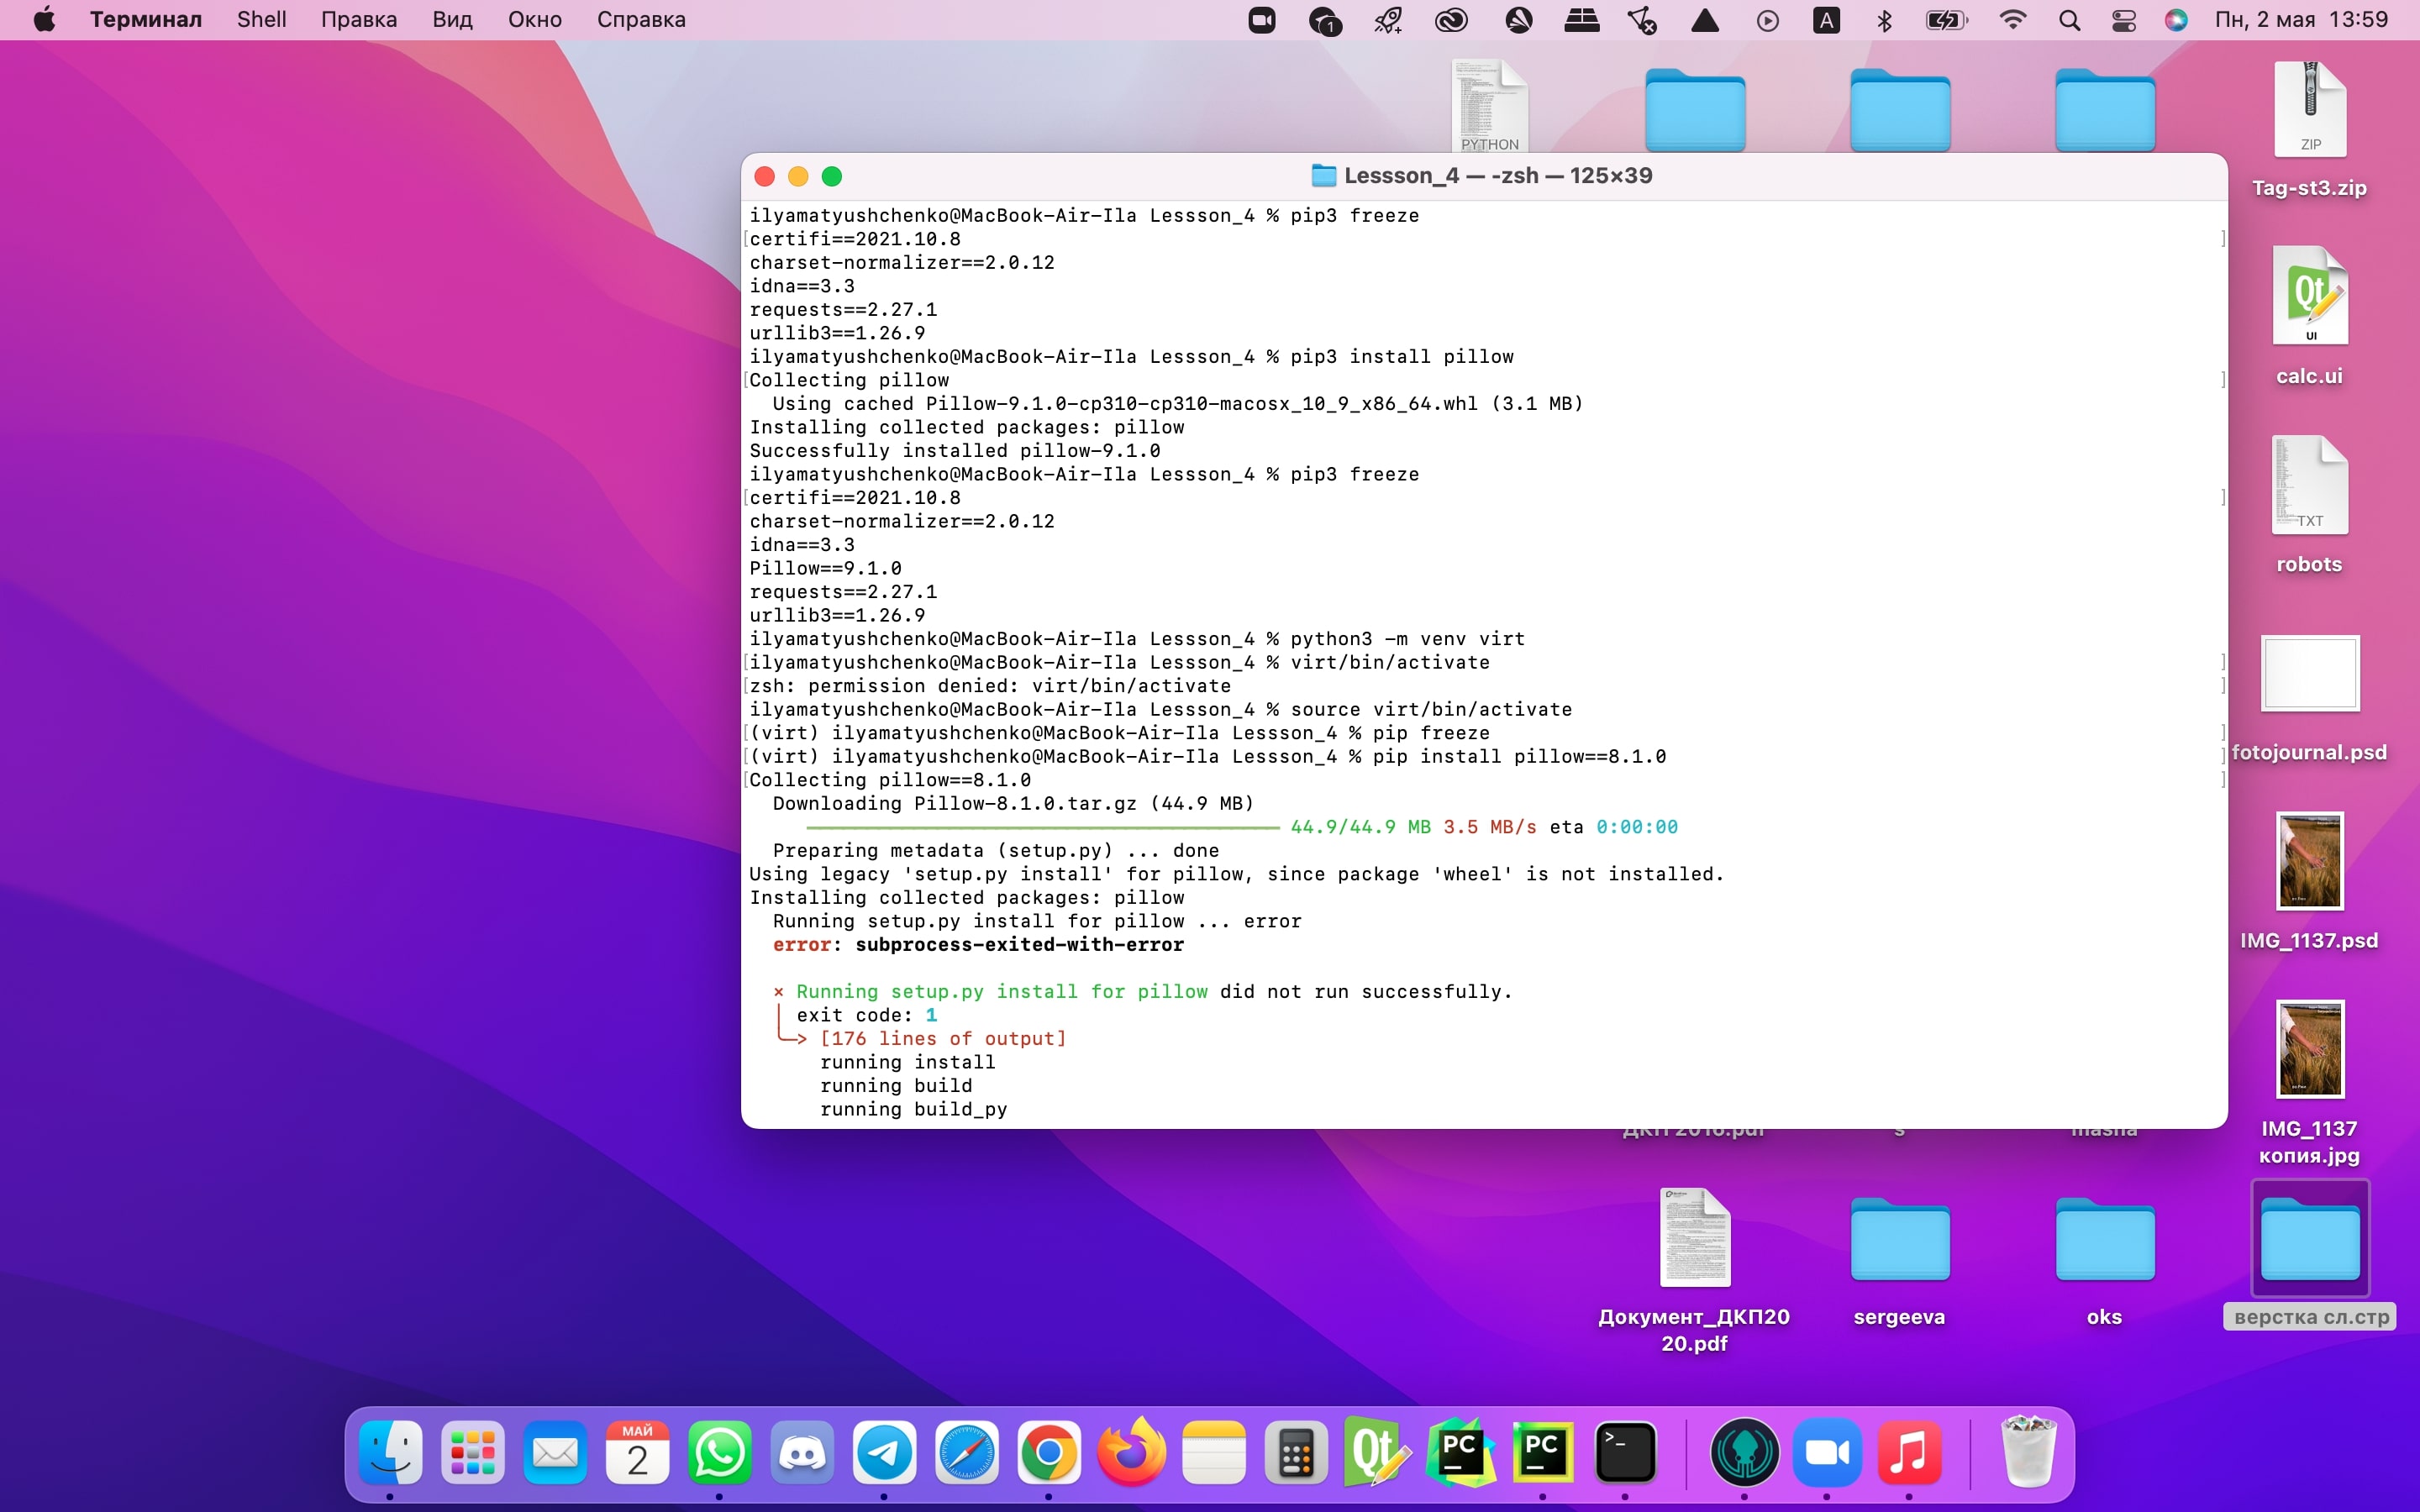 Терминал Shell Правка Вид Окно Справка 1 A Пн, 2 мая 13:59
PYTHON
ZIP
Tag-st3.zip
Lessson_4 — -zsh — 125×39
ilyamatyushchenko@MacBook-Air-Ila Lessson_4 % pip3 freeze
[certifi==2021.10.8 ]
charset-normalizer==2.0.12
idna==3.3
requests==2.27.1
urllib3==1.26.9
ilyamatyushchenko@MacBook-Air-Ila Lessson_4 % pip3 install pillow
[Collecting pillow ]
Using cached Pillow-9.1.0-cp310-cp310-macosx_10_9_x86_64.whl (3.1 MB)
Installing collected packages: pillow
Successfully installed pillow-9.1.0
ilyamatyushchenko@MacBook-Air-Ila Lessson_4 % pip3 freeze
[certifi==2021.10.8 ]
charset-normalizer==2.0.12
idna==3.3
Pillow==9.1.0
requests==2.27.1
urllib3==1.26.9
ilyamatyushchenko@MacBook-Air-Ila Lessson_4 % python3 -m venv virt
[ilyamatyushchenko@MacBook-Air-Ila Lessson_4 % virt/bin/activate ]
[zsh: permission denied: virt/bin/activate ]
ilyamatyushchenko@MacBook-Air-Ila Lessson_4 % source virt/bin/activate
[(virt) ilyamatyushchenko@MacBook-Air-Ila Lessson_4 % pip freeze ]
[(virt) ilyamatyushchenko@MacBook-Air-Ila Lessson_4 % pip install pillow==8.1.0 ]
[Collecting pillow==8.1.0 ]
Downloading Pillow-8.1.0.tar.gz (44.9 MB)
44.9/44.9 MB 3.5 MB/s eta 0:00:00
Preparing metadata (setup.py) ... done
Using legacy 'setup.py install' for pillow, since package 'wheel' is not installed.
Installing collected packages: pillow
Running setup.py install for pillow ... error
error: subprocess-exited-with-error
× Running setup.py install for pillow did not run successfully.
│ exit code: 1
╰─> [176 lines of output]
running install
running build
running build_py
Qt
UI
calc.ui
TXT
robots
fotojournal.psd
IMG_1137.psd
IMG_1137
копия.jpg
ДКП 2016.pdf s masha
Документ_ДКП20
20.pdf
sergeeva
oks
верстка сл.стр
МАЙ
2
Qt
PC
PC
>_